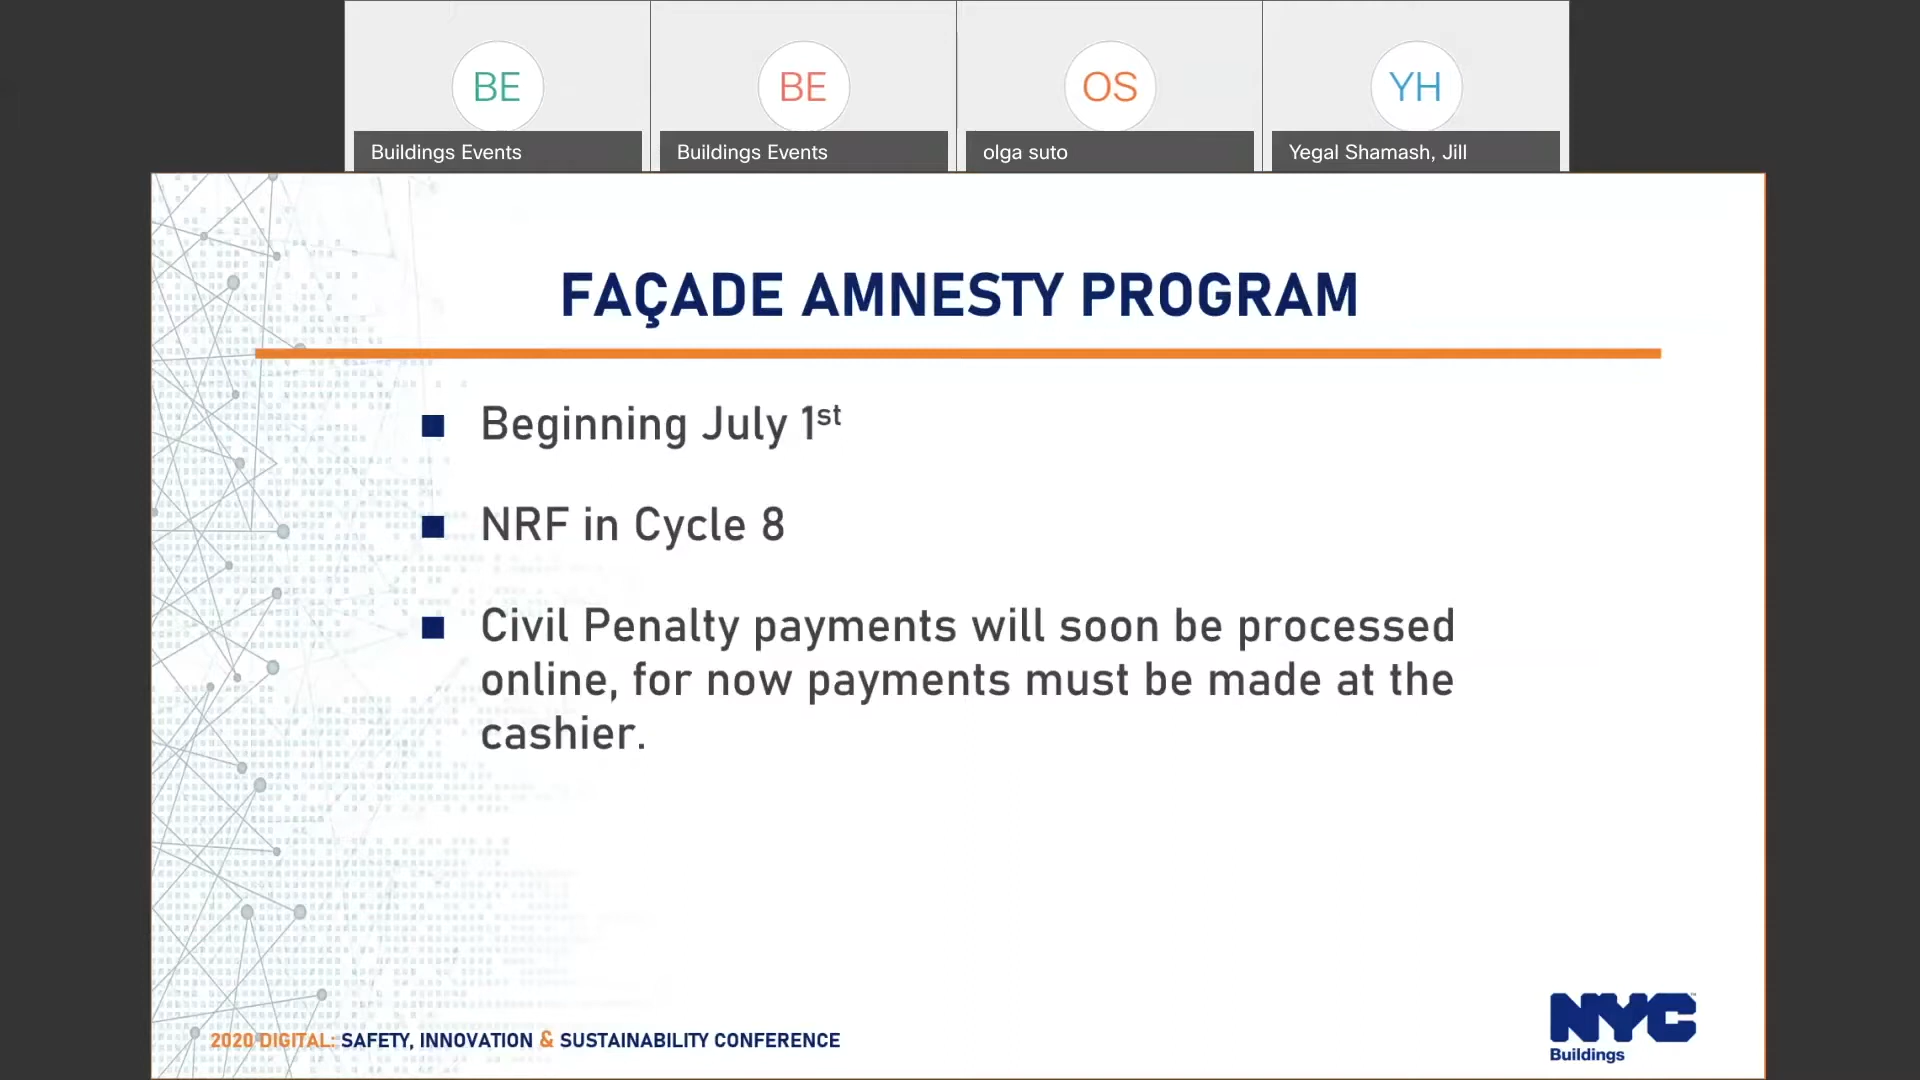 BE
BE
OS
YH
Buildings Events
Buildings Events
olga suto
Yegal Shamash, Jill
FAÇADE AMNESTY PROGRAM
Beginning July 1st
NRF in Cycle 8
Civil Penalty payments will soon be processed
online, for now payments must be made at the
cashier.
2020 DIGITAL: SAFETY, INNOVATION & SUSTAINABILITY CONFERENCE
NYC
Buildings